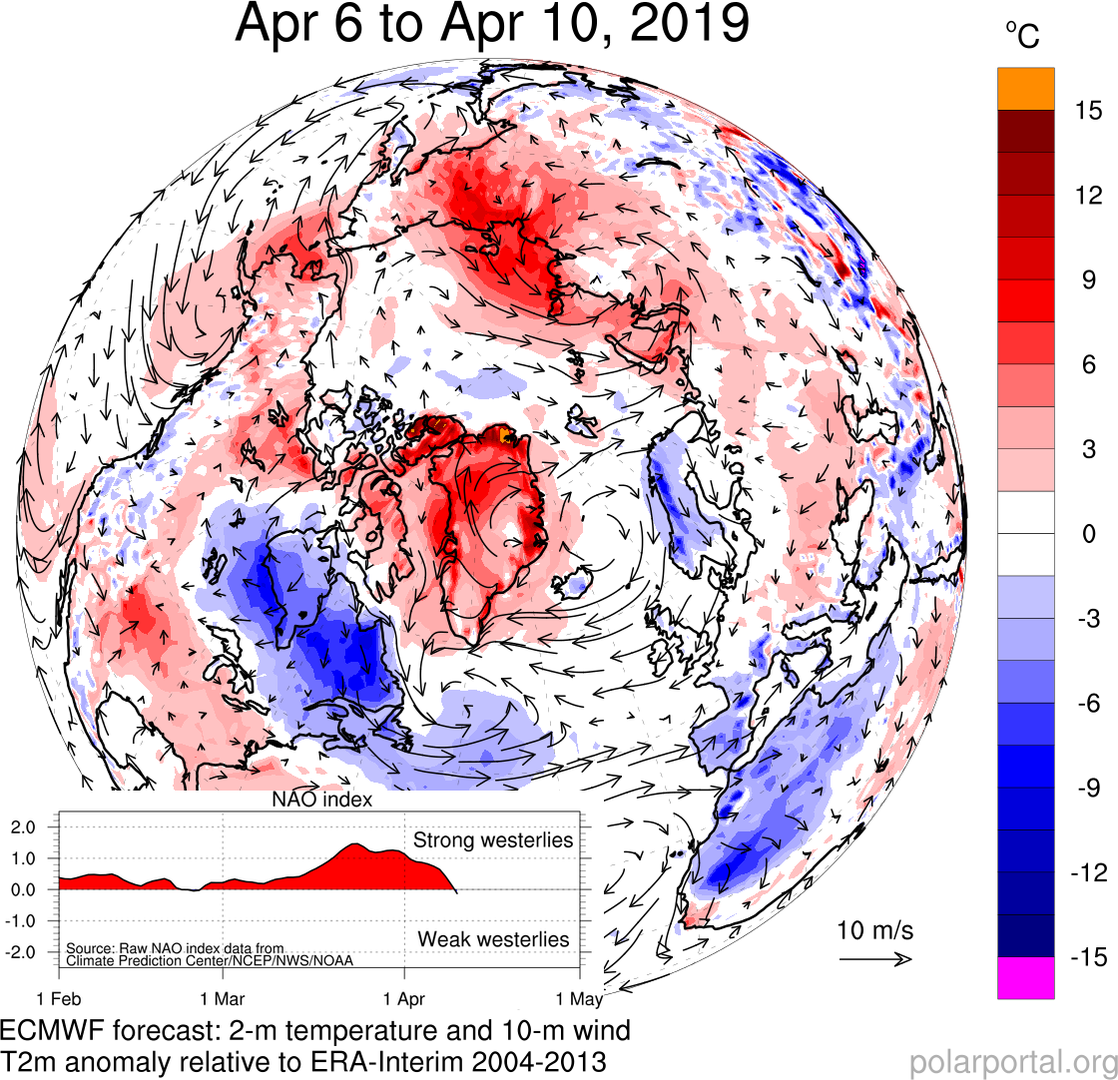 Apr 6 to Apr 10, 2019
oC
15
12
9
6
3
0
-3
-6
-9
-12
-15
10 m/s
NAO index
2.0
1.0
0.0
-1.0
-2.0
Strong westerlies
Weak westerlies
Source: Raw NAO index data from
Climate Prediction Center/NCEP/NWS/NOAA
1 Feb 1 Mar 1 Apr 1 May
ECMWF forecast: 2-m temperature and 10-m wind
T2m anomaly relative to ERA-Interim 2004-2013
polarportal.org